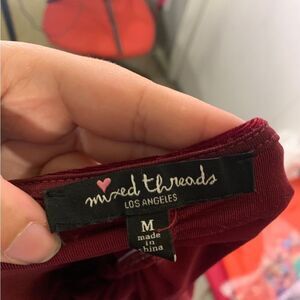 mixed threads
LOS ANGELES
M
made
in
China